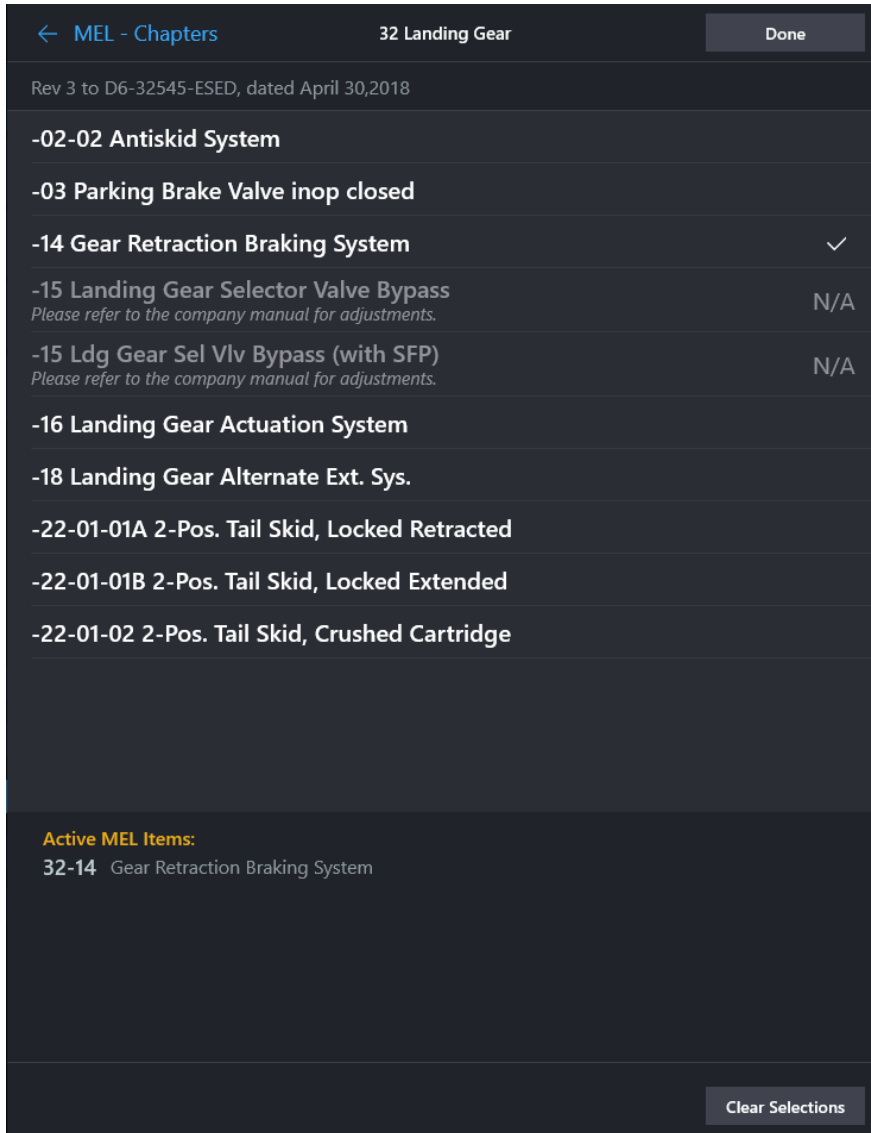 MEL - Chapters
32 Landing Gear
Done
Rev 3 to D6-32545-ESED, dated April 30,2018
-02-02 Antiskid System
-03 Parking Brake Valve inop closed
-14 Gear Retraction Braking System
-15 Landing Gear Selector Valve Bypass
Please refer to the company manual for adjustments.
N/A
-15 Ldg Gear Sel Vlv Bypass (with SFP)
Please refer to the company manual for adjustments.
N/A
-16 Landing Gear Actuation System
-18 Landing Gear Alternate Ext. Sys.
-22-01-01A 2-Pos. Tail Skid, Locked Retracted
-22-01-01B 2-Pos. Tail Skid, Locked Extended
-22-01-02 2-Pos. Tail Skid, Crushed Cartridge
Active MEL Items:
32-14 Gear Retraction Braking System
Clear Selections